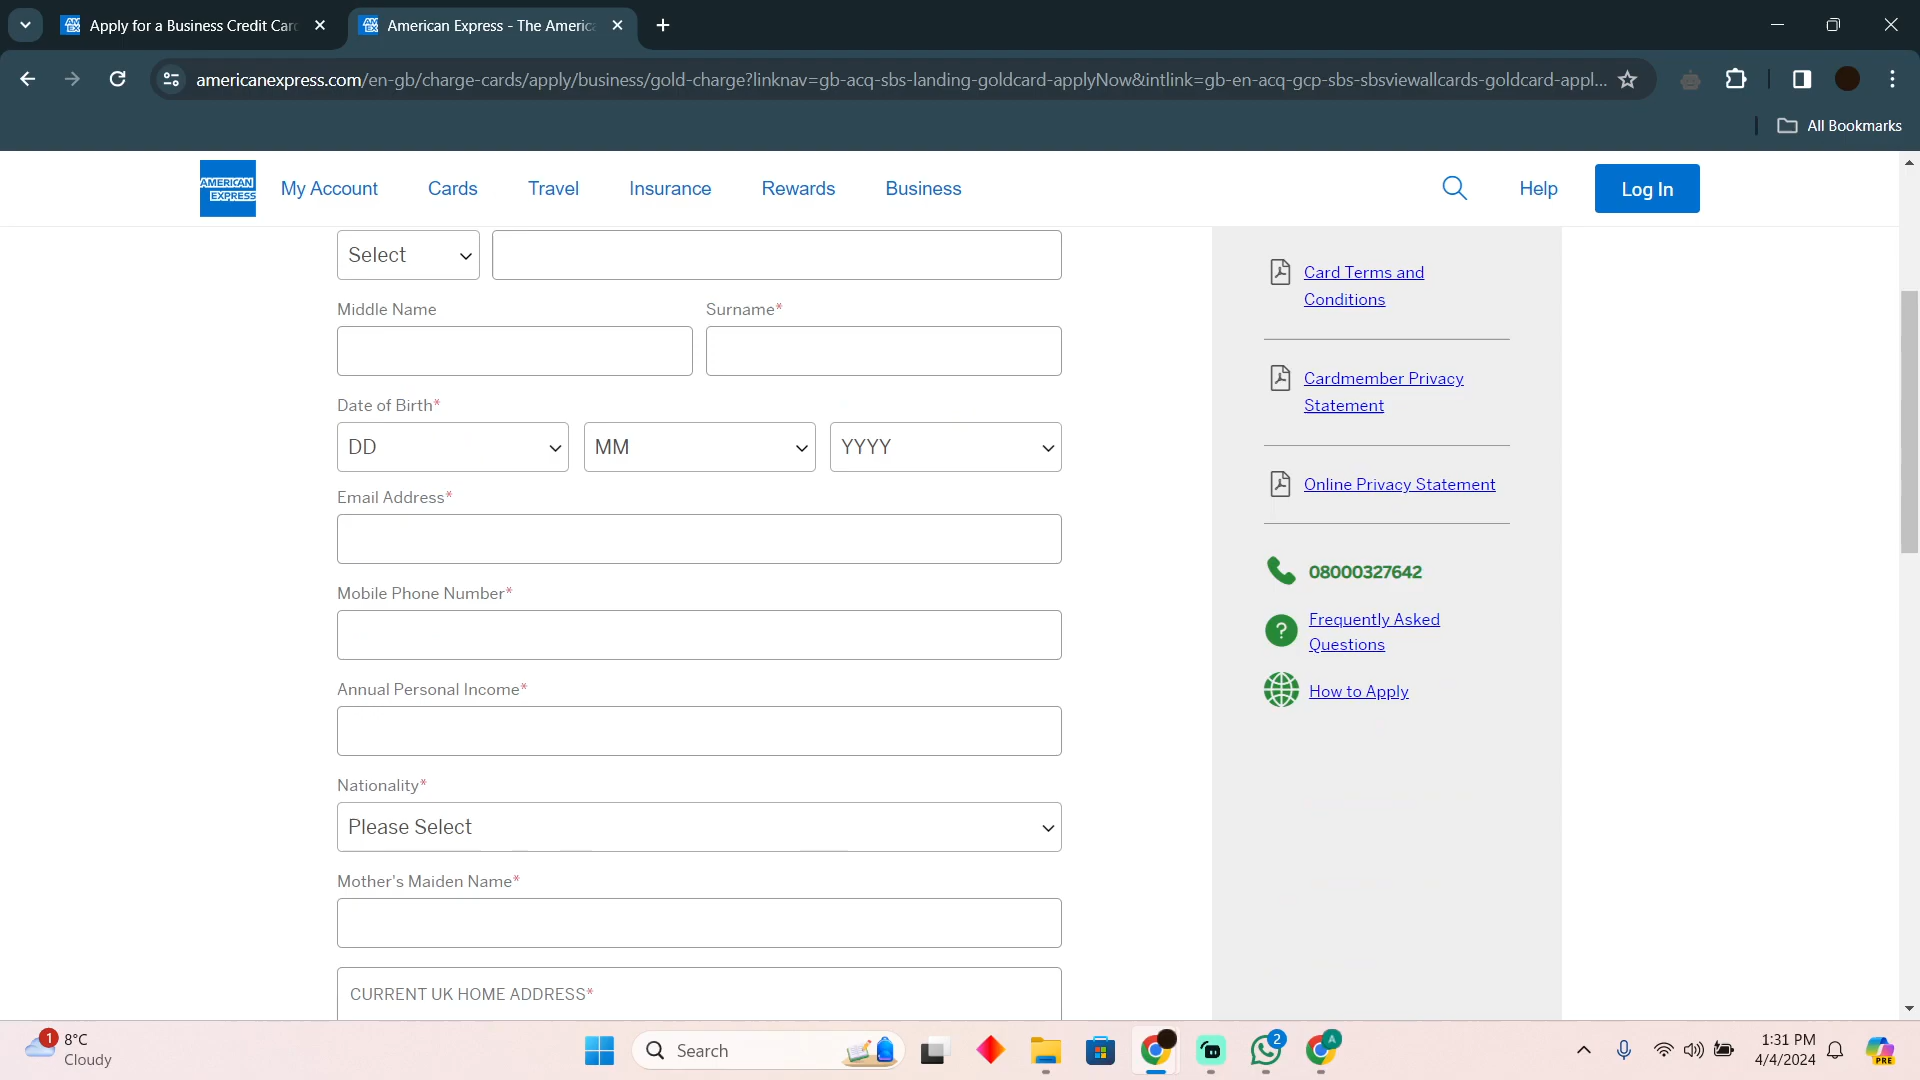 Apply for a Business Credit Card
American Express - The America
americanexpress.com/en-gb/charge-cards/apply/business/gold-charge?linknav=gb-acq-sbs-landing-goldcard-applyNow&intlink=gb-en-acq-gcp-sbs-sbsviewallcards-goldcard-appl...
All Bookmarks
AMERICAN
EXPRESS
My Account
Cards
Travel
Insurance
Rewards
Business
Help
Log In
Select
Middle Name
Surname*
Date of Birth*
DD
MM
YYYY
Email Address*
Mobile Phone Number*
Annual Personal Income*
Nationality*
Please Select
Mother's Maiden Name*
CURRENT UK HOME ADDRESS*
Card Terms and
Conditions
Cardmember Privacy
Statement
Online Privacy Statement
08000327642
?
Frequently Asked
Questions
How to Apply
1
8°C
Cloudy
Search
2
A
1:31 PM
4/4/2024
PRE